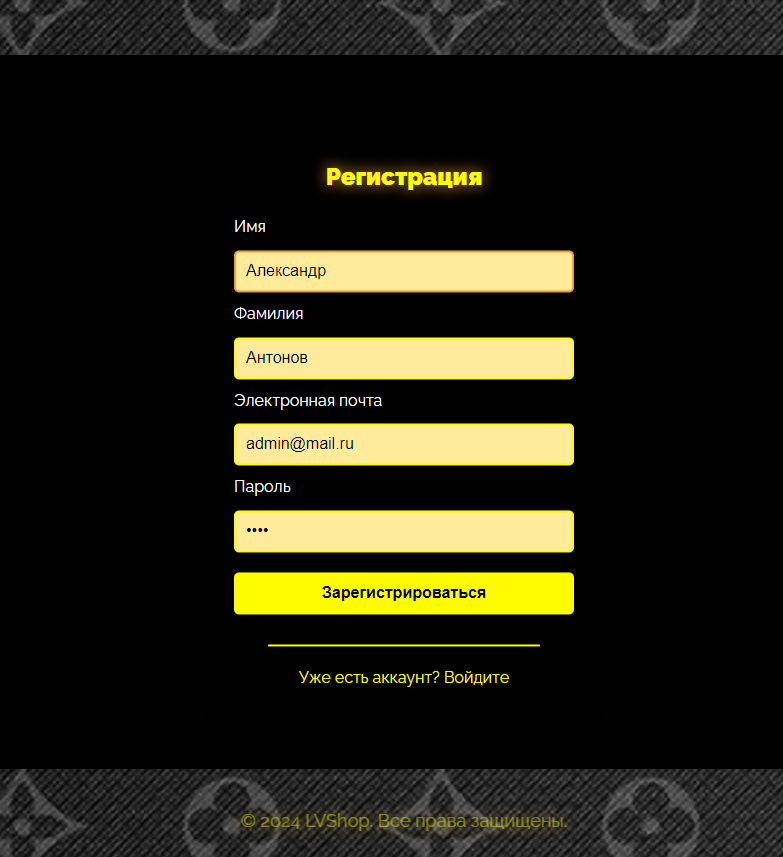 Регистрация
Имя
Александр
Фамилия
Антонов
Электронная почта
admin@mail.ru
Пароль
••••
Зарегистрироваться
Уже есть аккаунт? Войдите
© 2024 LVShop. Все права защищены.